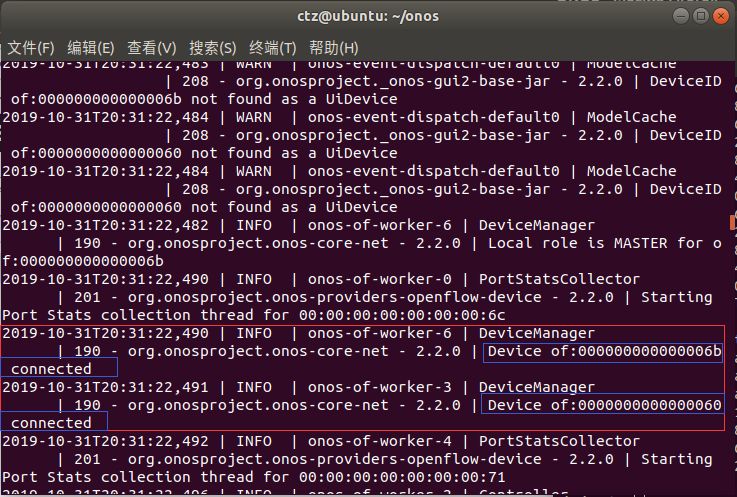 ctz@ubuntu: ~/onos
文件(F) 编辑(E) 查看(V) 搜索(S) 终端(T) 帮助(H)
2019-10-31T20:31:22,483 | WARN  | onos-event-dispatch-default0 | ModelCache
| 208 - org.onosproject._onos-gui2-base-jar - 2.2.0 | DeviceID
of:000000000000006b not found as a UiDevice
2019-10-31T20:31:22,484 | WARN  | onos-event-dispatch-default0 | ModelCache
| 208 - org.onosproject._onos-gui2-base-jar - 2.2.0 | DeviceID
of:0000000000000060 not found as a UiDevice
2019-10-31T20:31:22,484 | WARN  | onos-event-dispatch-default0 | ModelCache
| 208 - org.onosproject._onos-gui2-base-jar - 2.2.0 | DeviceID
of:0000000000000060 not found as a UiDevice
2019-10-31T20:31:22,482 | INFO  | onos-of-worker-6 | DeviceManager
| 190 - org.onosproject.onos-core-net - 2.2.0 | Local role is MASTER for o
f:000000000000006b
2019-10-31T20:31:22,490 | INFO  | onos-of-worker-0 | PortStatsCollector
| 201 - org.onosproject.onos-providers-openflow-device - 2.2.0 | Starting
Port Stats collection thread for 00:00:00:00:00:00:00:6c
2019-10-31T20:31:22,490 | INFO  | onos-of-worker-6 | DeviceManager
| 190 - org.onosproject.onos-core-net - 2.2.0 | Device of:000000000000006b
connected
2019-10-31T20:31:22,491 | INFO  | onos-of-worker-3 | DeviceManager
| 190 - org.onosproject.onos-core-net - 2.2.0 | Device of:0000000000000060
connected
2019-10-31T20:31:22,492 | INFO  | onos-of-worker-4 | PortStatsCollector
| 201 - org.onosproject.onos-providers-openflow-device - 2.2.0 | Starting
Port Stats collection thread for 00:00:00:00:00:00:00:71
2019-10-31T20:31:22,496 | INFO  | onos-of-worker-2 | Controller